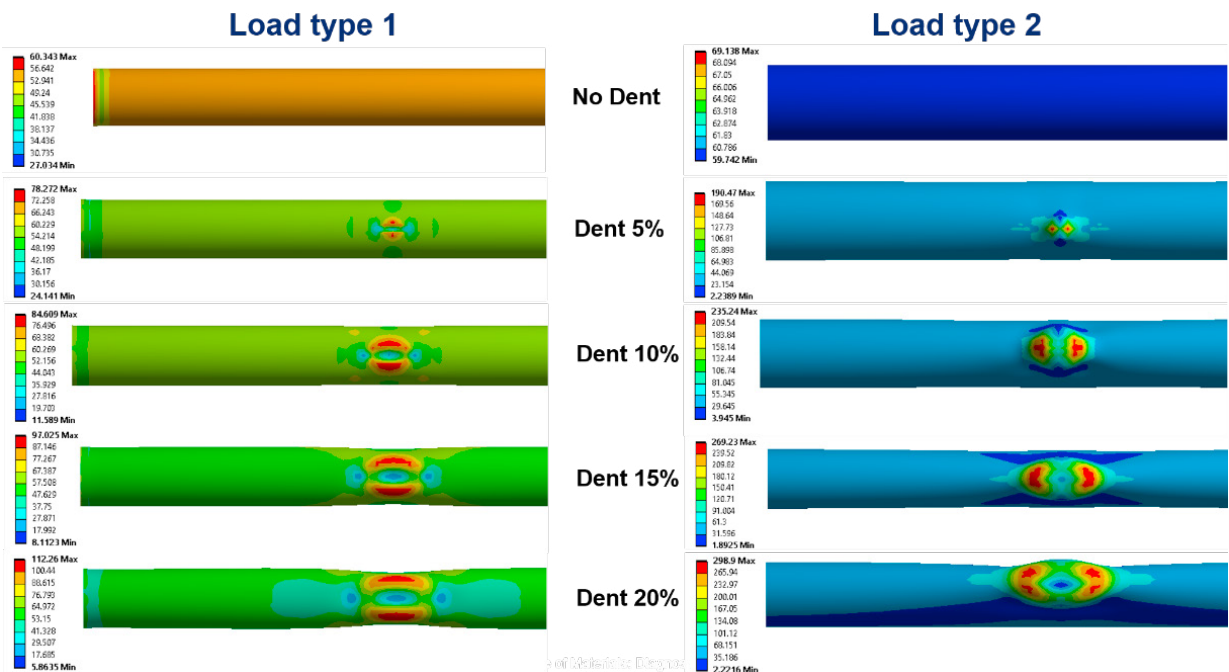 Load type 1
Load type 2
60.343 Max
56.642
52.941
49.24
45.539
41.838
38.137
34.436
30.735
27.034 Min
No Dent
69.138 Max
68.094
67.05
66.006
64.962
63.918
62.874
61.83
60.786
59.742 Min
78.272 Max
72.258
66.243
60.229
54.214
48.199
42.185
36.17
30.156
24.141 Min
Dent 5%
190.47 Max
169.56
148.64
127.73
106.81
85.898
64.983
44.069
23.154
2.2389 Min
84.609 Max
76.496
68.382
60.269
52.156
44.043
35.929
27.816
19.703
11.589 Min
Dent 10%
235.24 Max
209.54
183.84
158.14
132.44
106.74
81.045
55.345
29.645
3.945 Min
97.025 Max
87.146
77.267
67.387
57.508
47.629
37.75
27.871
17.992
8.1123 Min
Dent 15%
269.23 Max
239.52
209.82
180.12
150.41
120.71
91.004
61.3
31.596
1.8925 Min
112.26 Max
100.44
88.615
76.793
64.972
53.15
41.328
29.507
17.685
5.8635 Min
Dent 20%
298.9 Max
265.94
232.97
200.01
167.05
134.08
101.12
68.151
35.186
2.2216 Min
of Materials: